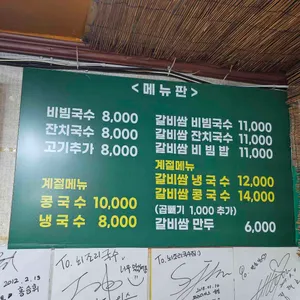 <메뉴판>
비빔국수 8,000
잔치국수 8,000
고기추가 8,000
계절메뉴
콩국수 10,000
냉국수 8,000
갈비쌈 비빔국수 11,000
갈비쌈 잔치국수 11,000
갈비쌈 비빔밥 11,000
계절메뉴
갈비쌈 냉국수 12,000
갈비쌈 콩국수 14,000
(곱빼기 1,000 추가)
갈비쌈 만두 6,000
2012. 2. 13
To.
To.